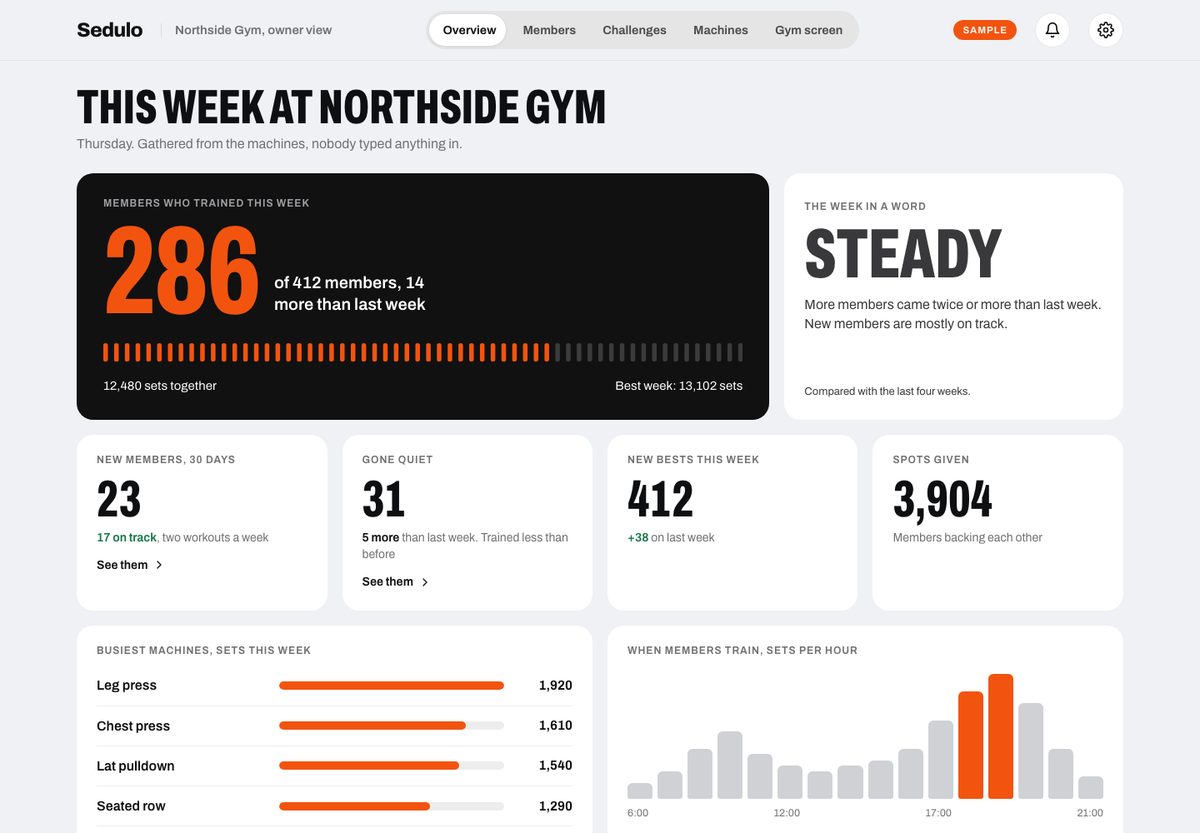 Sedulo
Northside Gym, owner view
Overview
Members
Challenges
Machines
Gym screen
SAMPLE
THIS WEEK AT NORTHSIDE GYM
Thursday. Gathered from the machines, nobody typed anything in.
MEMBERS WHO TRAINED THIS WEEK
286
of 412 members, 14
more than last week
12,480 sets together
Best week: 13,102 sets
THE WEEK IN A WORD
STEADY
More members came twice or more than last week.
New members are mostly on track.
Compared with the last four weeks.
NEW MEMBERS, 30 DAYS
23
17 on track, two workouts a week
See them
GONE QUIET
31
5 more than last week. Trained less than
before
See them
NEW BESTS THIS WEEK
412
+38 on last week
SPOTS GIVEN
3,904
Members backing each other
BUSIEST MACHINES, SETS THIS WEEK
Leg press 1,920
Chest press 1,610
Lat pulldown 1,540
Seated row 1,290
WHEN MEMBERS TRAIN, SETS PER HOUR
6:00 12:00 17:00 21:00